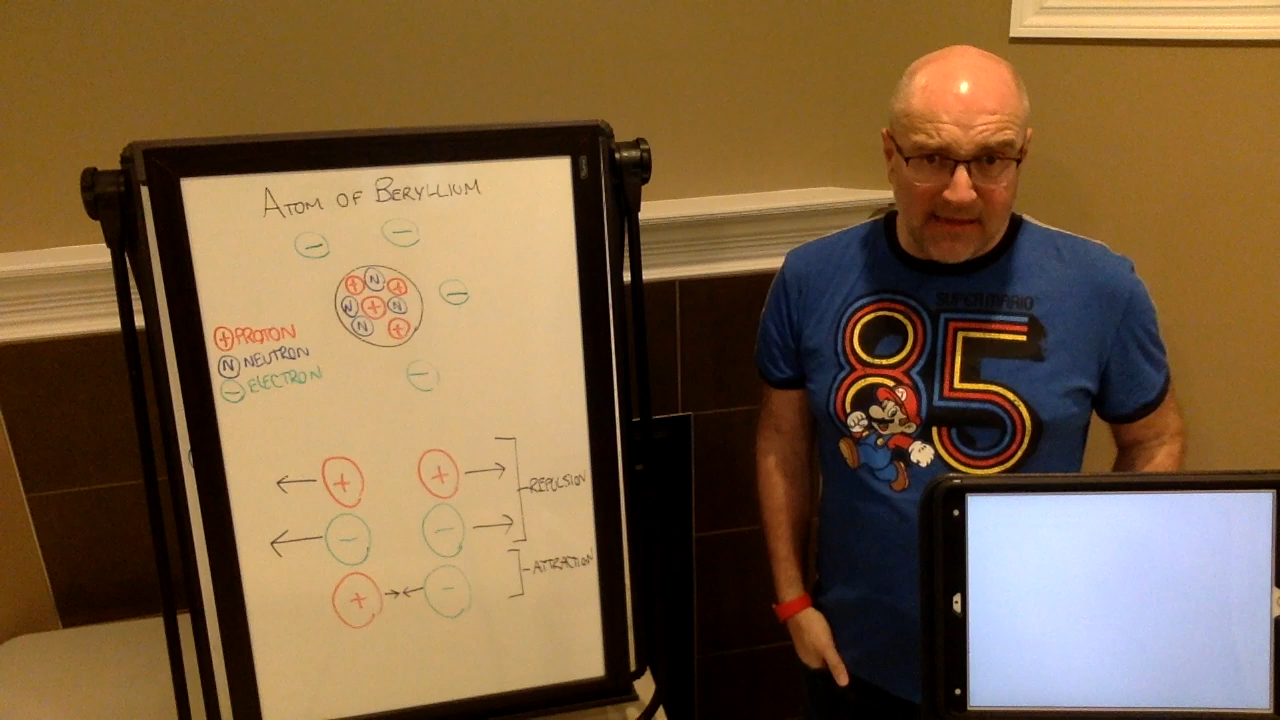 ATOM OF BERYLLIUM
− −
+ N +
N + N −
N +
+ PROTON
N NEUTRON
− ELECTRON
−
+ +
REPULSION
− −
ATTRACTION
+ −
SUPER MARIO
85